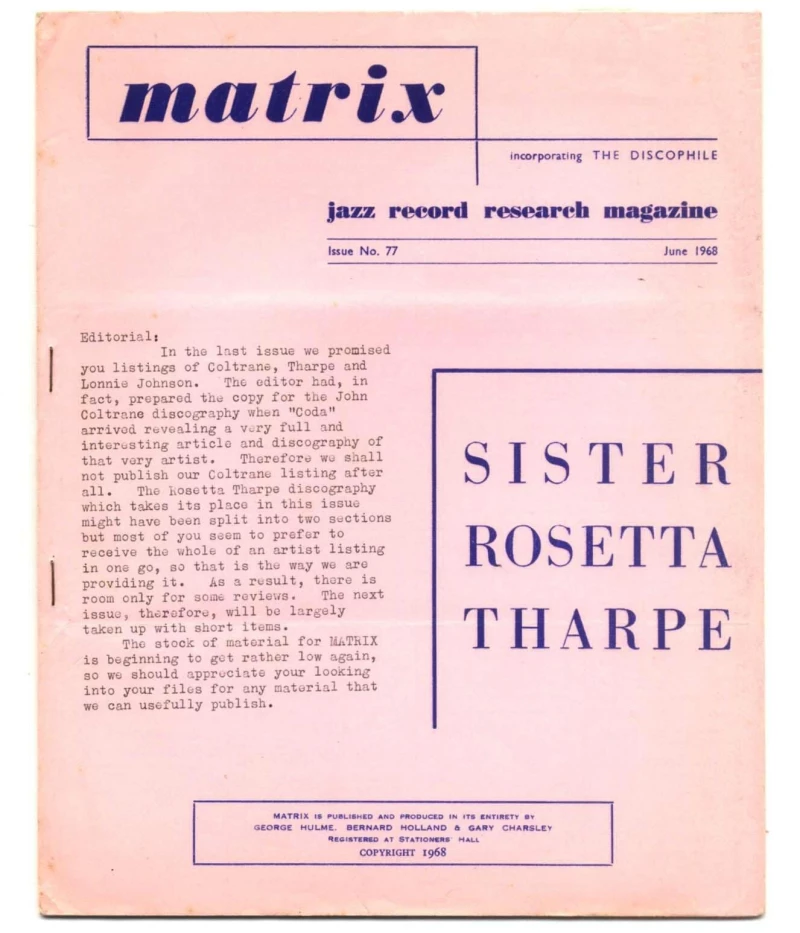 matrix
incorporating THE DISCOPHILE
jazz record research magazine
Issue No. 77 June 1968
Editorial:
In the last issue we promised
you listings of Coltrane, Tharpe and
Lonnie Johnson. The editor had, in
fact, prepared the copy for the John
Coltrane discography when "Coda"
arrived revealing a very full and
interesting article and discography of
that very artist. Therefore we shall
not publish our Coltrane listing after
all. The Rosetta Tharpe discography
which takes its place in this issue
might have been split into two sections
but most of you seem to prefer to
receive the whole of an artist listing
in one go, so that is the way we are
providing it. As a result, there is
room only for some reviews. The next
issue, therefore, will be largely
taken up with short items.
The stock of material for MATRIX
is beginning to get rather low again,
so we should appreciate your looking
into your files for any material that
we can usefully publish.
SISTER
ROSETTA
THARPE
MATRIX IS PUBLISHED AND PRODUCED IN ITS ENTIRETY BY
GEORGE HULME, BERNARD HOLLAND & GARY CHARSLEY
REGISTERED AT STATIONERS' HALL
COPYRIGHT 1968